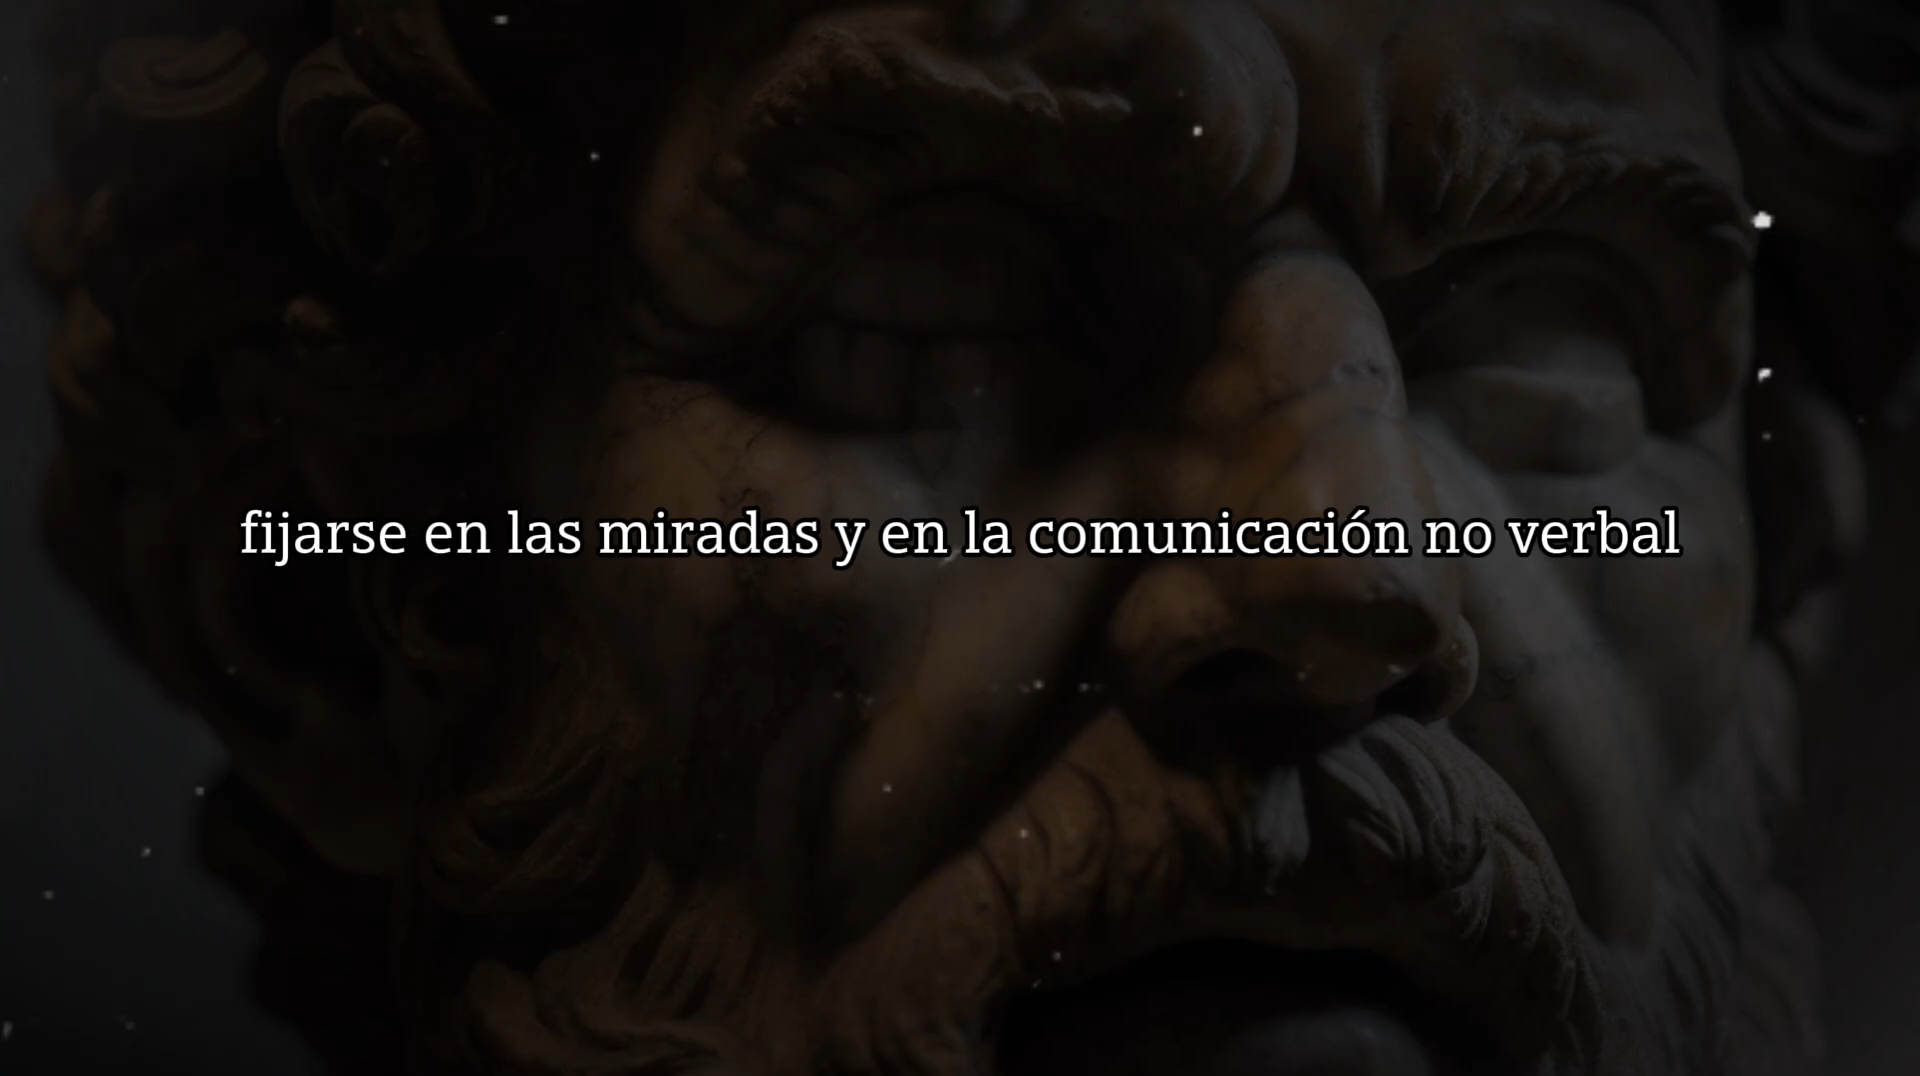 fijarse en las miradas y en la comunicación no verbal